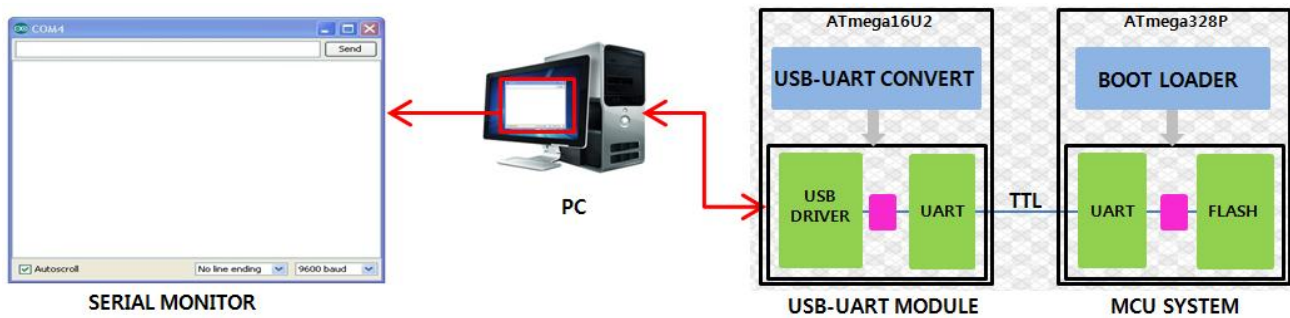 COM4
Send
Autoscroll
No line ending
9600 baud
SERIAL MONITOR
PC
ATmega16U2
USB-UART CONVERT
USB
DRIVER
UART
USB-UART MODULE
TTL
ATmega328P
BOOT LOADER
UART
FLASH
MCU SYSTEM